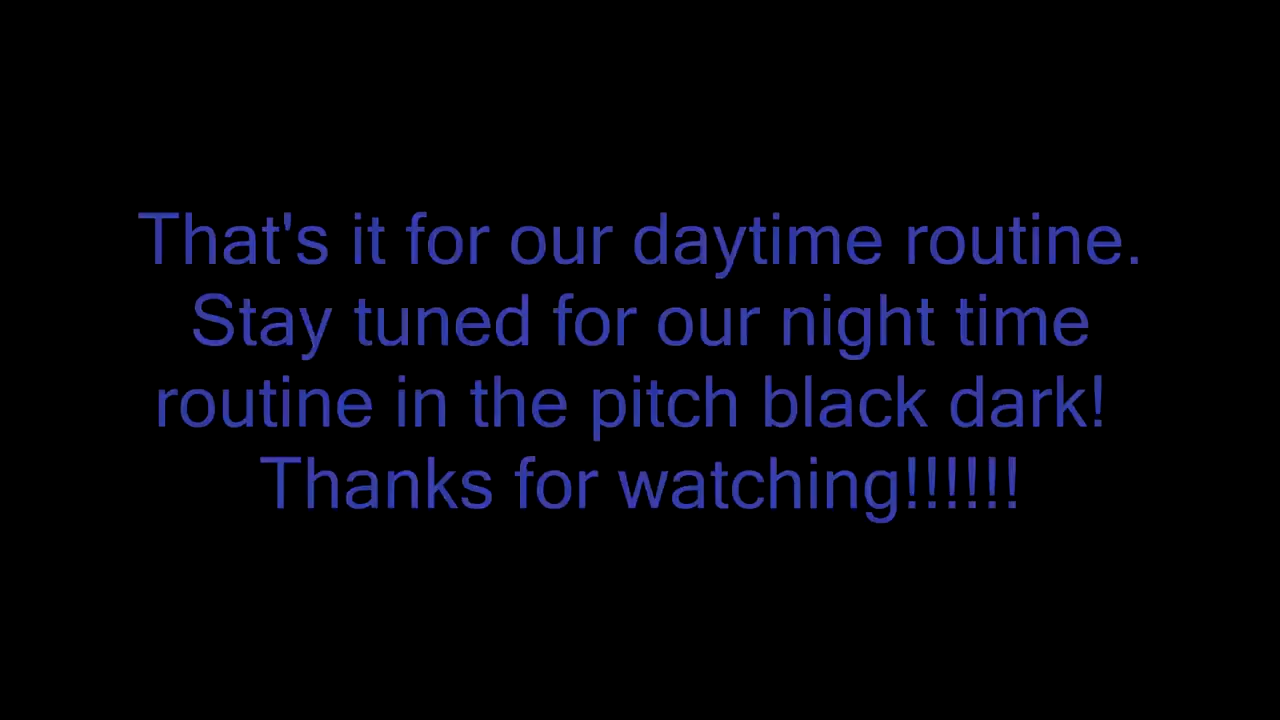 That's it for our daytime routine.
Stay tuned for our night time
routine in the pitch black dark!
Thanks for watching!!!!!!